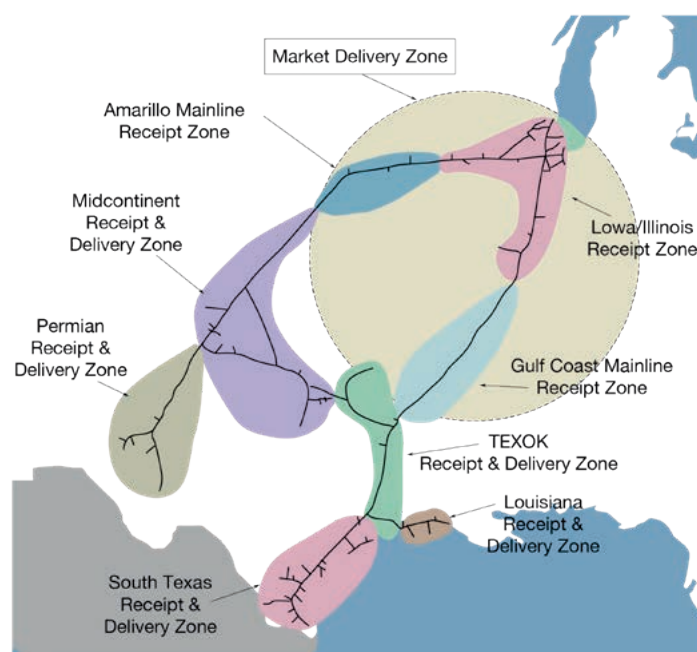 Market Delivery Zone
Amarillo Mainline
Receipt Zone
Midcontinent
Receipt &
Delivery Zone
Lowa/Illinois
Receipt Zone
Permian
Receipt &
Delivery Zone
Gulf Coast Mainline
Receipt Zone
TEXOK
Receipt & Delivery Zone
Louisiana
Receipt &
Delivery Zone
South Texas
Receipt &
Delivery Zone